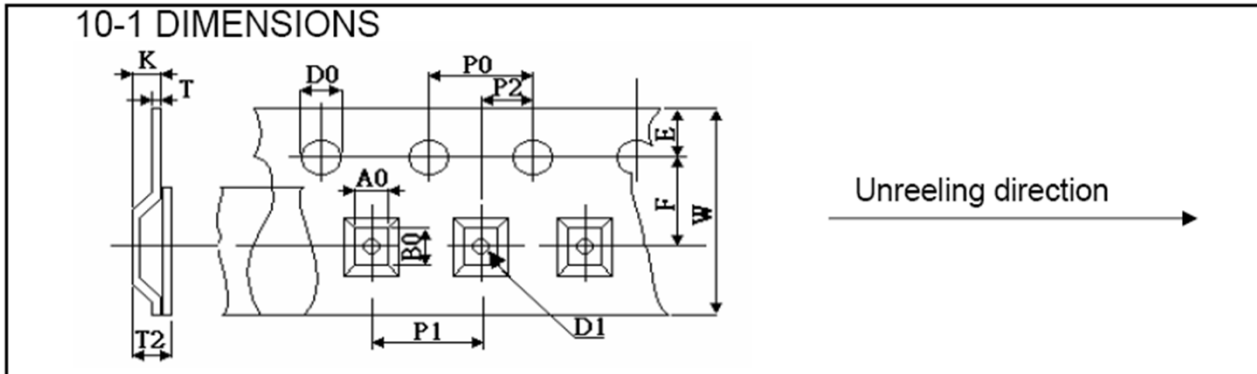 10-1 DIMENSIONS
K
T
D0
P0
P2
E
A0
F
W
Unreeling direction
B0
T2
P1
D1